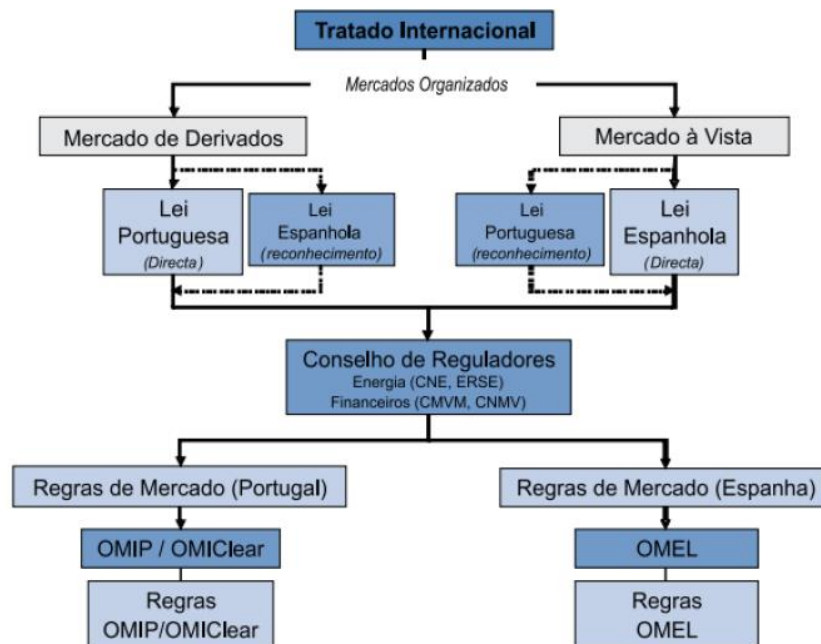 Tratado Internacional
Mercados Organizados
Mercado de Derivados
Mercado à Vista
Lei
Portuguesa
(Directa)
Lei
Espanhola
(reconhecimento)
Lei
Portuguesa
(reconhecimento)
Lei
Espanhola
(Directa)
Conselho de Reguladores
Energia (CNE, ERSE)
Financeiros (CMVM, CNMV)
Regras de Mercado (Portugal)
Regras de Mercado (Espanha)
OMIP / OMIClear
OMEL
Regras
OMIP/OMIClear
Regras
OMEL